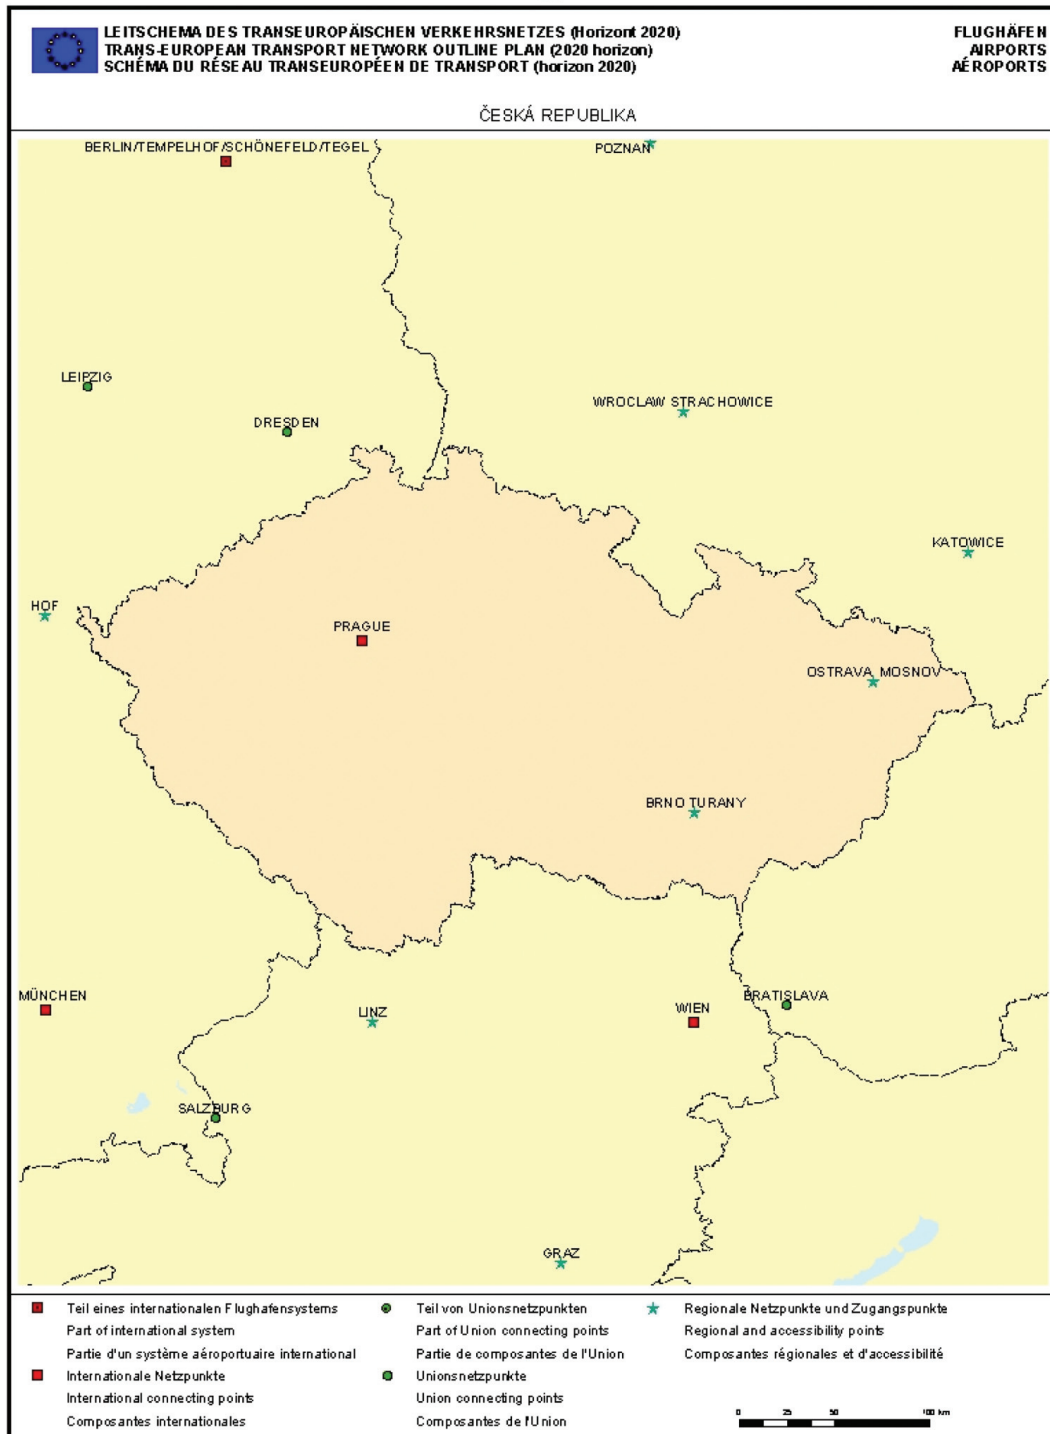 LEITSCHEMA DES TRANSEUROPÄISCHEN VERKEHRSNETZES (Horizont 2020)
TRANS-EUROPEAN TRANSPORT NETWORK OUTLINE PLAN (2020 horizon)
SCHÉMA DU RÉSEAU TRANSEUROPÉEN DE TRANSPORT (horizon 2020)
FLUGHÄFEN
AIRPORTS
AÉROPORTS
ČESKÁ REPUBLIKA
BERLIN/TEMPELHOF/SCHÖNEFELD/TEGEL
POZNAŃ
LEIPZIG
WROCLAW STRACHOWICE
DRESDEN
KATOWICE
HOF
PRAGUE
OSTRAVA MOSNOV
BRNO TURANY
MÜNCHEN
LINZ
WIEN
BRATISLAVA
SALZBURG
GRAZ
Teil eines internationalen Flughafensystems
Part of international system
Partie d'un système aéroportuaire international
Internationale Netzpunkte
International connecting points
Composantes internationales
Teil von Unionsnetzpunkten
Part of Union connecting points
Partie de composantes de l'Union
Unionsnetzpunkte
Union connecting points
Composantes de l'Union
Regionale Netzpunkte und Zugangspunkte
Regional and accessibility points
Composantes régionales et d'accessibilité
0 25 50 100 km